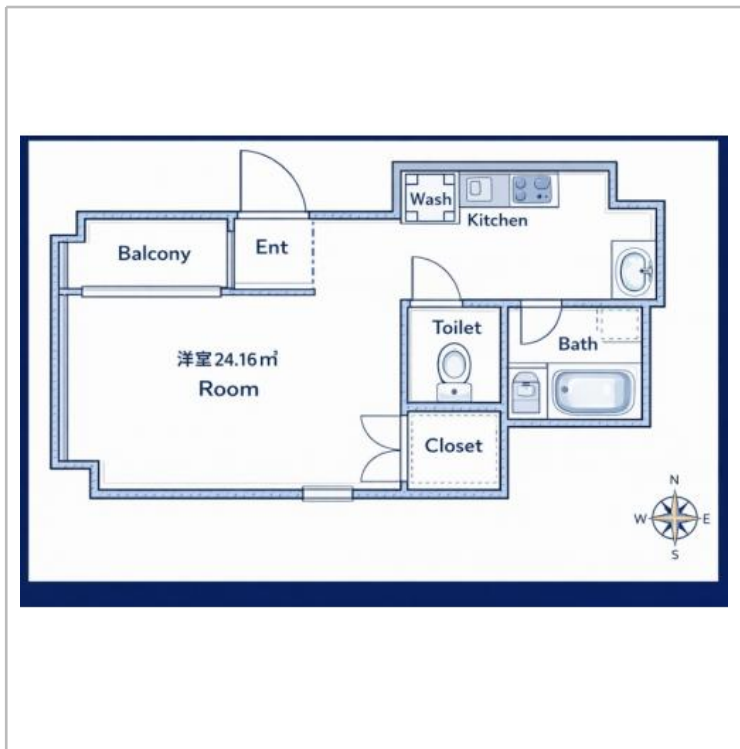 Wash
Kitchen
Balcony
Ent
Toilet
Bath
洋室24.16㎡
Room
Closet
N
W
E
S